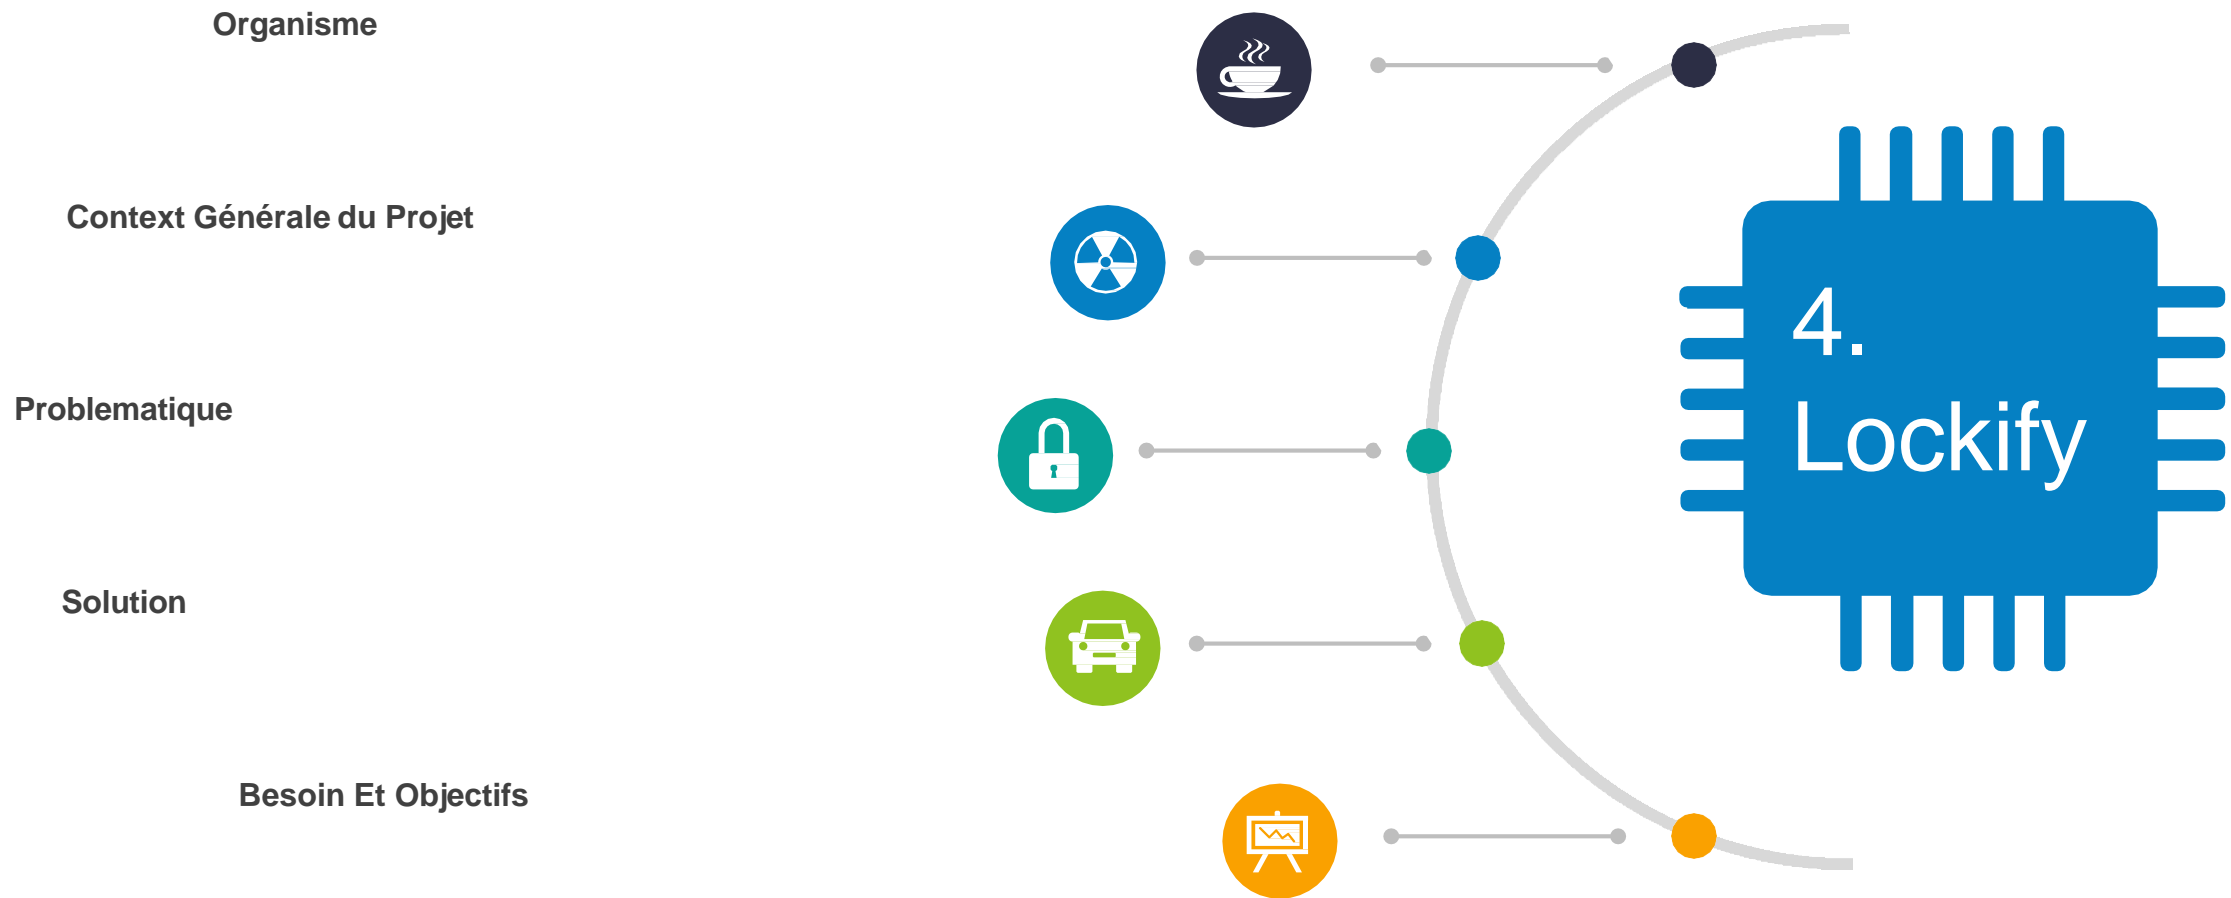 Organisme
Context Générale du Projet
Problematique
Solution
Besoin Et Objectifs
4.
Lockify